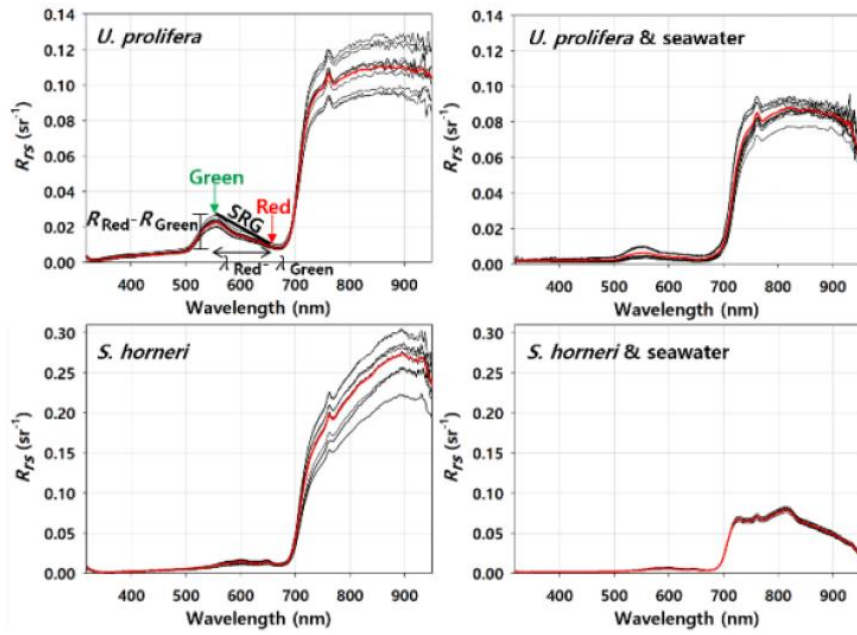 0.14
U. prolifera
0.12
0.10
0.08
0.06
0.04
0.02
0.00
Rrs (sr-1)
Green
SRG
Red
RRed-RGreen
λRed- λGreen
400 500 600 700 800 900
Wavelength (nm)
0.14
U. prolifera & seawater
0.12
0.10
0.08
0.06
0.04
0.02
0.00
Rrs (sr-1)
400 500 600 700 800 900
Wavelength (nm)
0.30
S. horneri
0.25
0.20
0.15
0.10
0.05
0.00
Rrs (sr-1)
400 500 600 700 800 900
Wavelength (nm)
0.30
S. horneri & seawater
0.25
0.20
0.15
0.10
0.05
0.00
Rrs (sr-1)
400 500 600 700 800 900
Wavelength (nm)